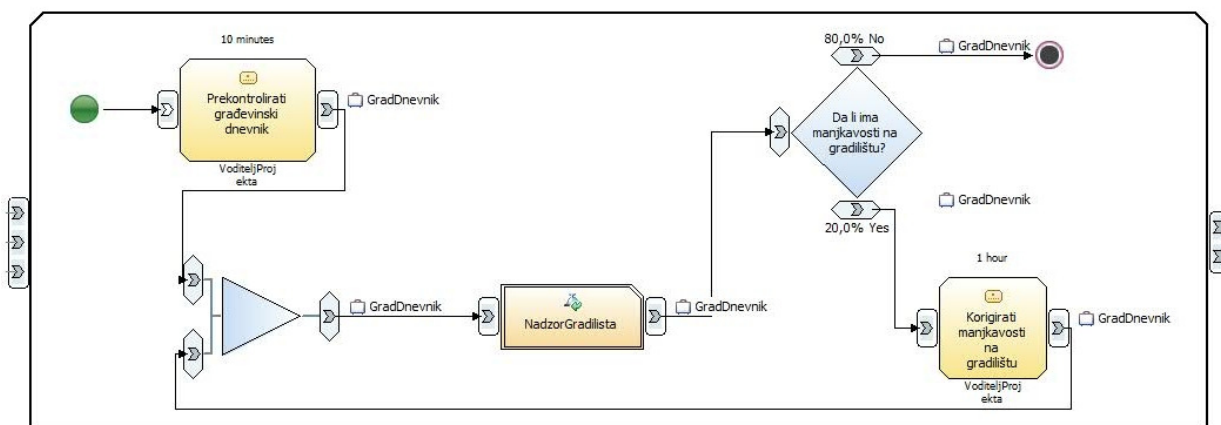 10 minutes
Prekontrolirati
građevinski
dnevnik
VoditeljProj
ekta
GradDnevnik
80,0% No
GradDnevnik
Da li ima
manjkavosti na
gradilištu?
20,0% Yes
GradDnevnik
GradDnevnik
NadzorGradilista
GradDnevnik
1 hour
Korigirati
manjkavosti
na
gradilištu
VoditeljProj
ekta
GradDnevnik